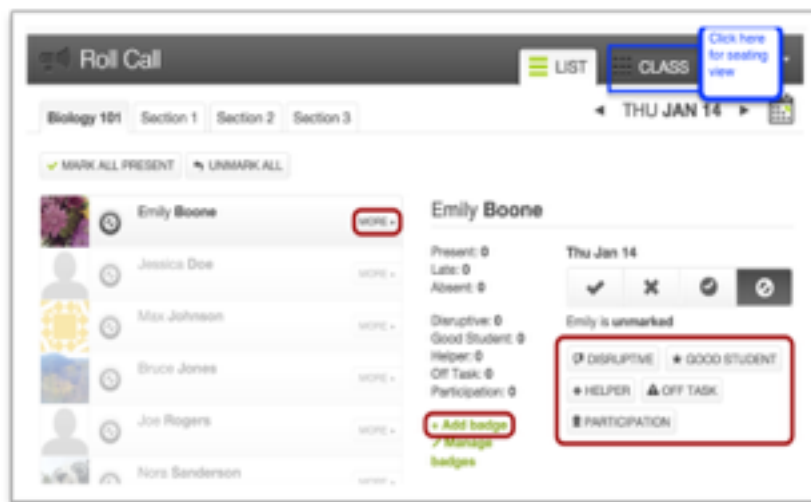 Roll Call
LIST
CLASS
Click here
for seating
view
Biology 101
Section 1
Section 2
Section 3
THU JAN 14
MARK ALL PRESENT
UNMARK ALL
Emily Boone
MORE
Jessica Doe
MORE
Max Johnson
MORE
Bruce Jones
MORE
Joe Rogers
MORE
Nora Sanderson
MORE
Emily Boone
Present: 0
Late: 0
Absent: 0
Disruptive: 0
Good Student: 0
Helper: 0
Off Task: 0
Participation: 0
+ Add badge
Manage
badges
Thu Jan 14
Emily is unmarked
DISRUPTIVE
GOOD STUDENT
HELPER
OFF TASK
PARTICIPATION